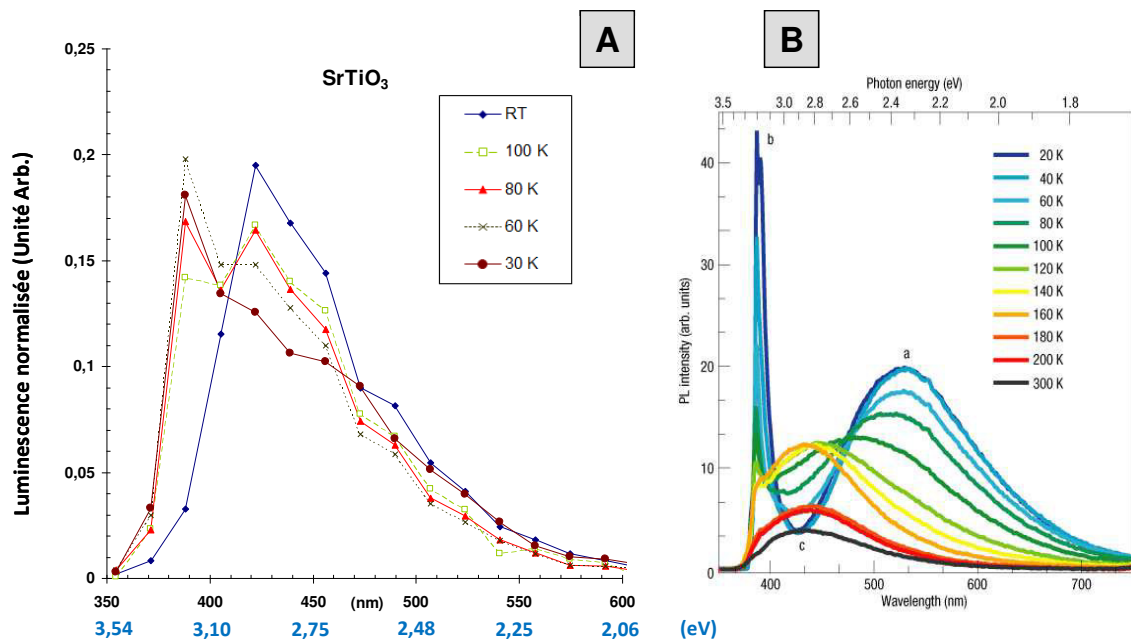 A
SrTiO3
Luminescence normalisée (Unité Arb.)
0,25
0,2
0,15
0,1
0,05
0
RT
100 K
80 K
60 K
30 K
350 400 450 (nm) 500 550 600
3,54 3,10 2,75 2,48 2,25 2,06 (eV)
B
Photon energy (eV)
3.5 3.0 2.8 2.6 2.4 2.2 2.0 1.8
PL intensity (arb. units)
40
30
20
10
0
b
a
c
20 K
40 K
60 K
80 K
100 K
120 K
140 K
160 K
180 K
200 K
300 K
400 500 600 700
Wavelength (nm)